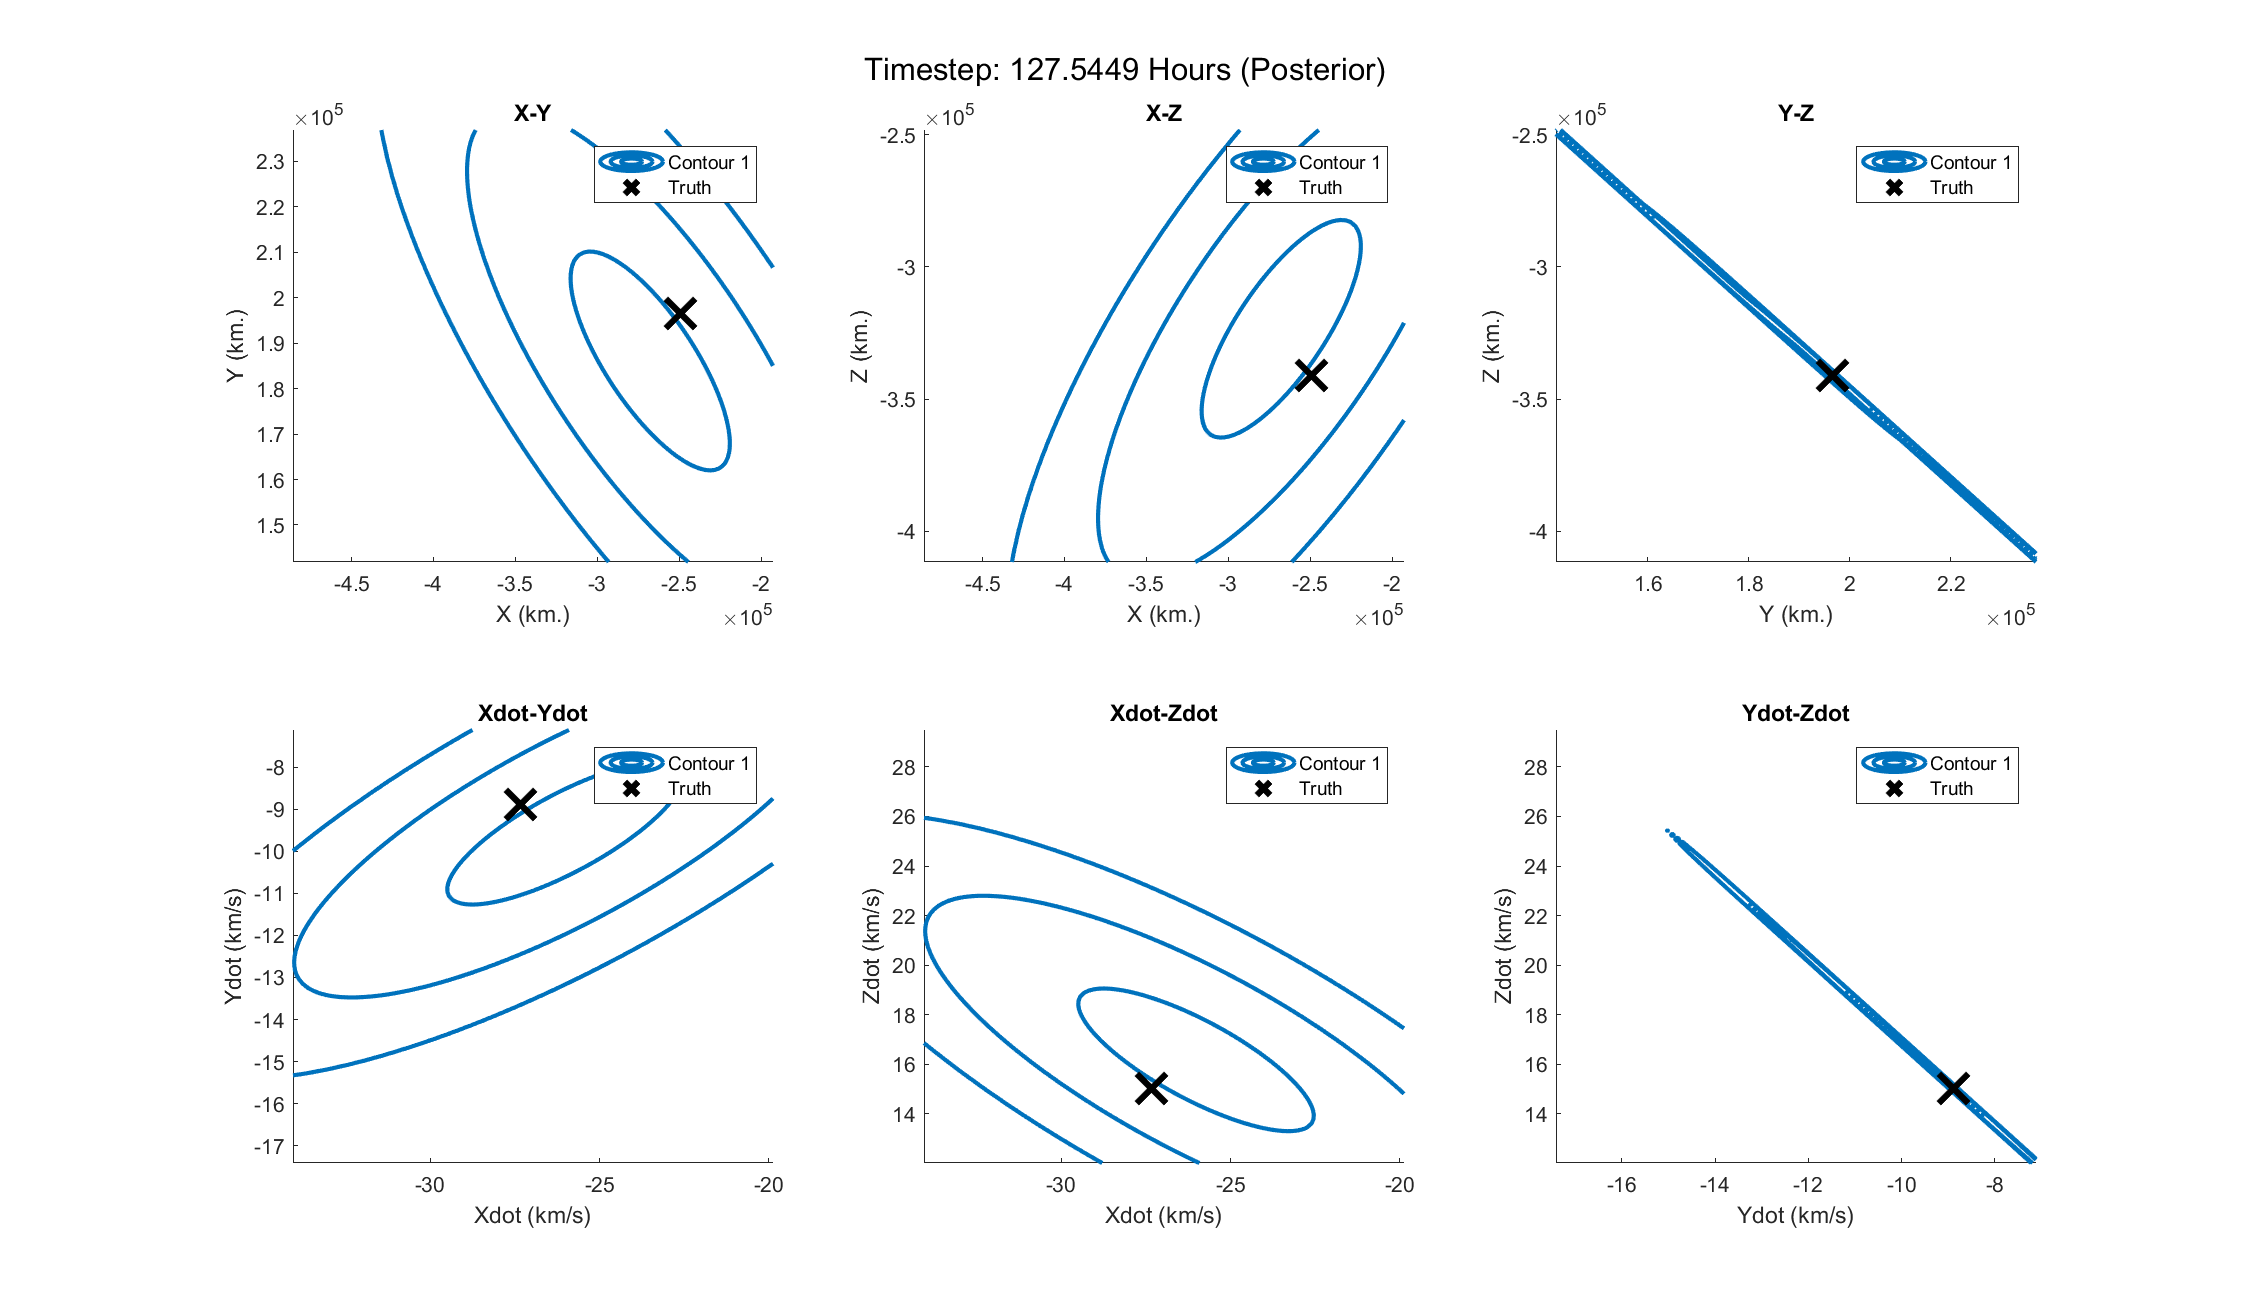 Timestep: 127.5449 Hours (Posterior)
X-Y
×10^5
2.3
2.2
2.1
2
1.9
1.8
1.7
1.6
1.5
Y (km.)
Contour 1
Truth
-4.5 -4 -3.5 -3 -2.5 -2
X (km.)
×10^5
X-Z
×10^5
-2.5
-3
-3.5
-4
Z (km.)
Contour 1
Truth
-4.5 -4 -3.5 -3 -2.5 -2
X (km.)
×10^5
Y-Z
×10^5
-2.5
-3
-3.5
-4
Z (km.)
Contour 1
Truth
1.6 1.8 2 2.2
Y (km.)
×10^5
Xdot-Ydot
-8
-9
-10
-11
-12
-13
-14
-15
-16
-17
Ydot (km/s)
Contour 1
Truth
-30 -25 -20
Xdot (km/s)
Xdot-Zdot
28
26
24
22
20
18
16
14
Zdot (km/s)
Contour 1
Truth
-30 -25 -20
Xdot (km/s)
Ydot-Zdot
28
26
24
22
20
18
16
14
Zdot (km/s)
Contour 1
Truth
-16 -14 -12 -10 -8
Ydot (km/s)